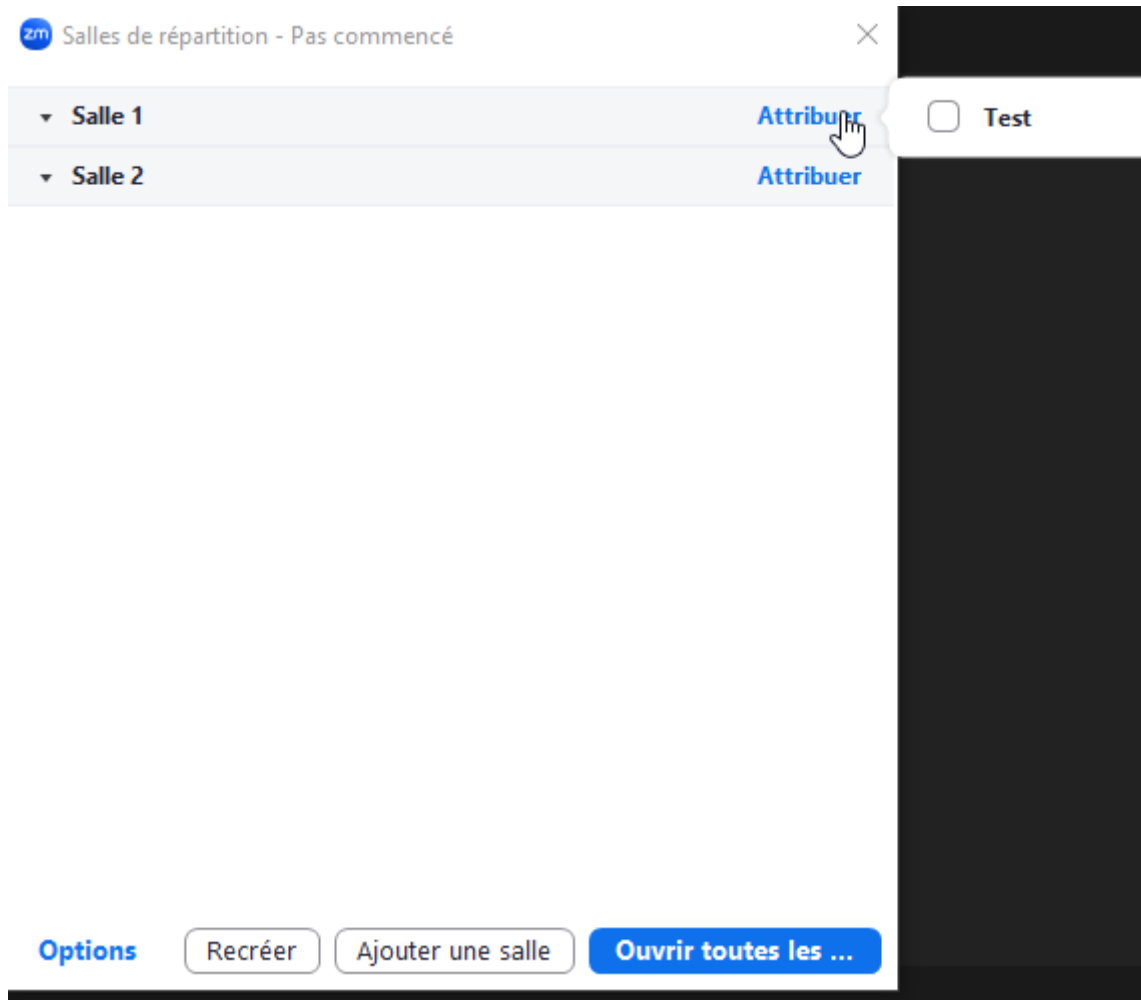 zm Salles de répartition - Pas commencé
Salle 1 Attribuer Test
Salle 2 Attribuer
Options Recréer Ajouter une salle Ouvrir toutes les ...